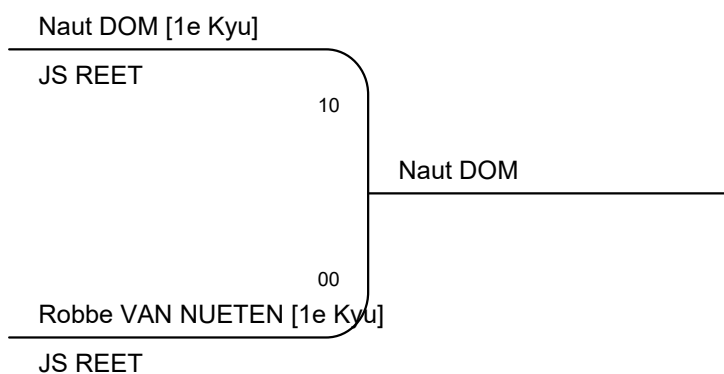 Naut DOM [1e Kyu]
JS REET
10
Naut DOM
00
Robbe VAN NUETEN [1e Kyu]
JS REET